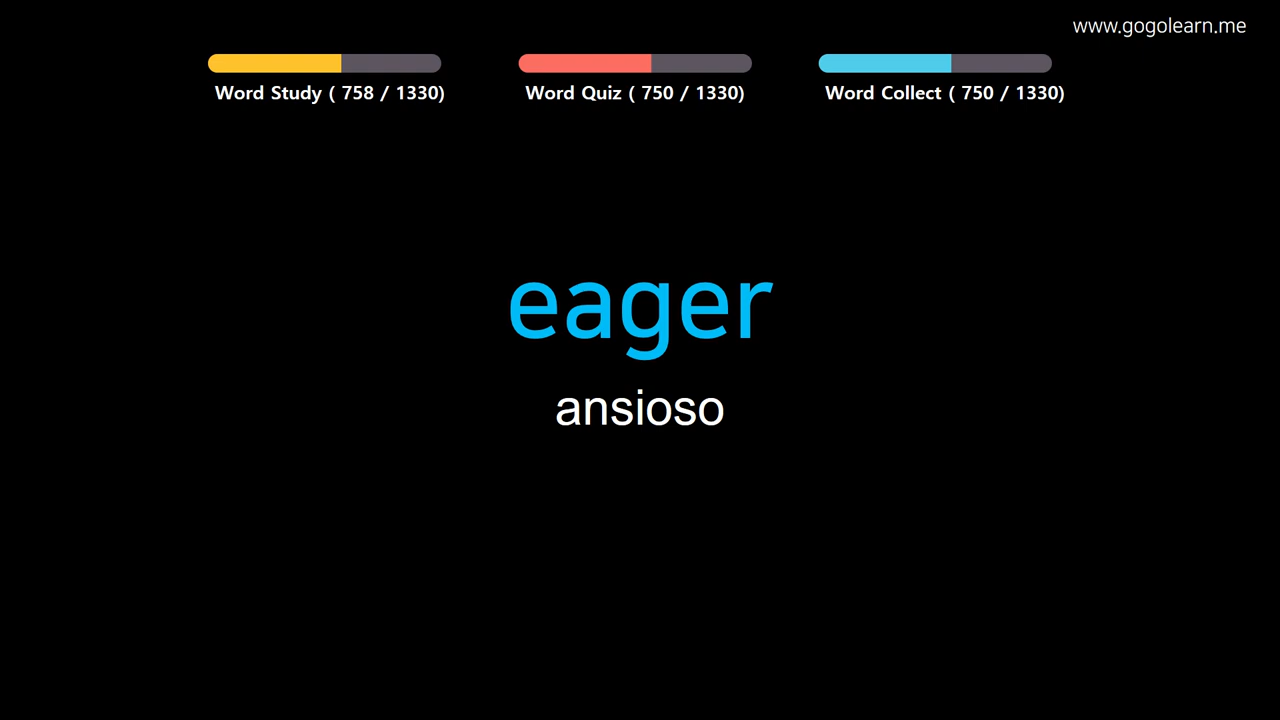 www.gogolearn.me
Word Study ( 758 / 1330)
Word Quiz ( 750 / 1330)
Word Collect ( 750 / 1330)
eager
ansioso